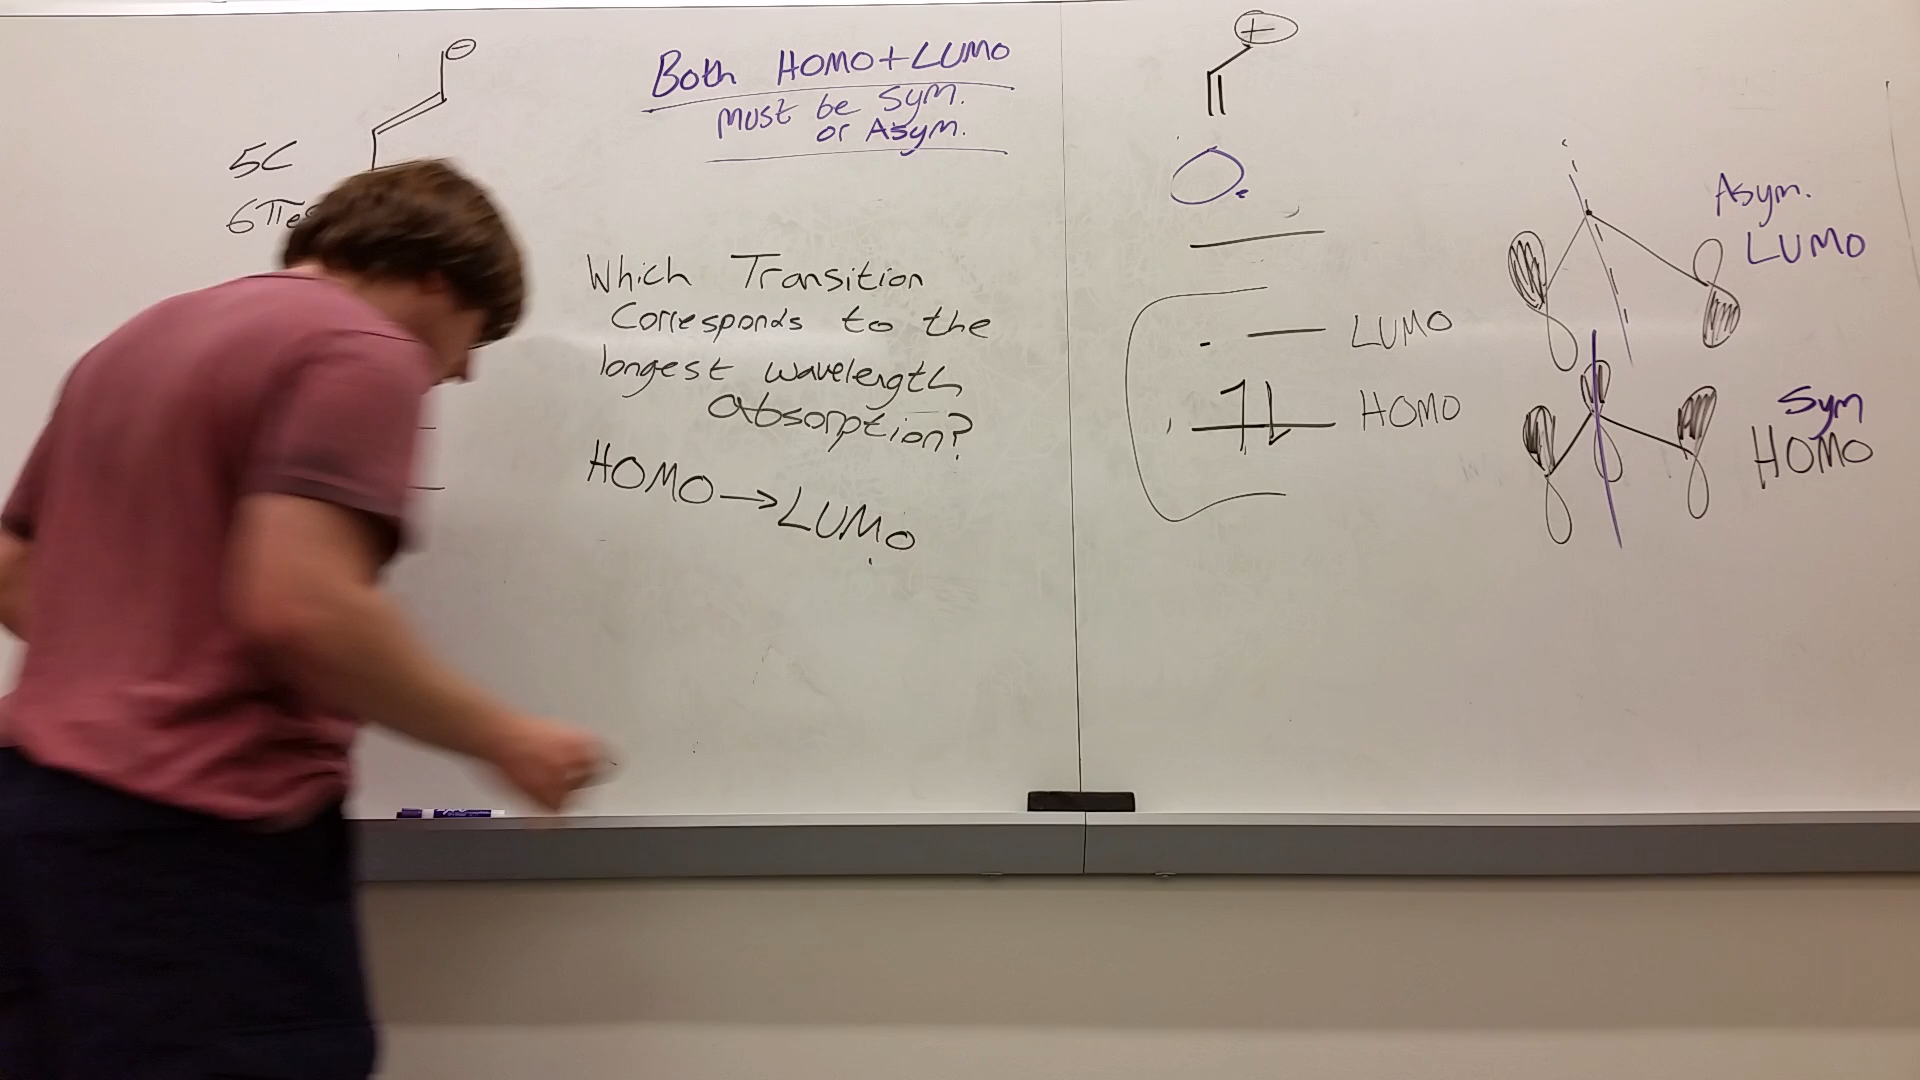 ⊖
5C
6πe
Both HOMO+LUMO
must be Sym.
or Asym.
Which Transition
Corresponds to the
longest wavelength
absorption?
HOMO→LUMO
+
LUMO
HOMO
Asym.
LUMO
Sym
HOMO